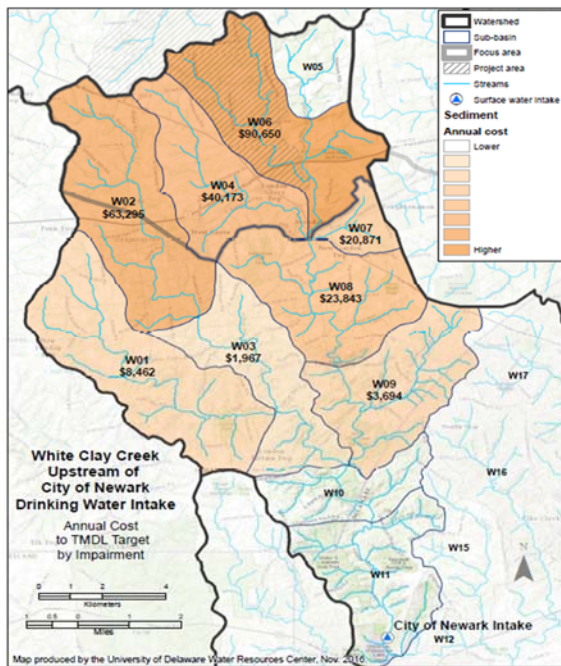 Watershed
Sub-basin
Focus area
Project area
Streams
Surface water intake
Sediment
Annual cost
Lower
Higher
W05
W06
$90,650
W04
$40,173
W02
$63,295
W07
$20,871
W08
$23,843
W03
$1,967
W01
$8,462
W09
$3,694
W17
W16
W10
W15
W11
White Clay Creek
Upstream of
City of Newark
Drinking Water Intake
Annual Cost
to TMDL Target
by Impairment
0 1 2 4
Kilometers
1 0.5 0 1 2
Miles
N
City of Newark Intake
W12
Map produced by the University of Delaware Water Resources Center, Nov. 2016